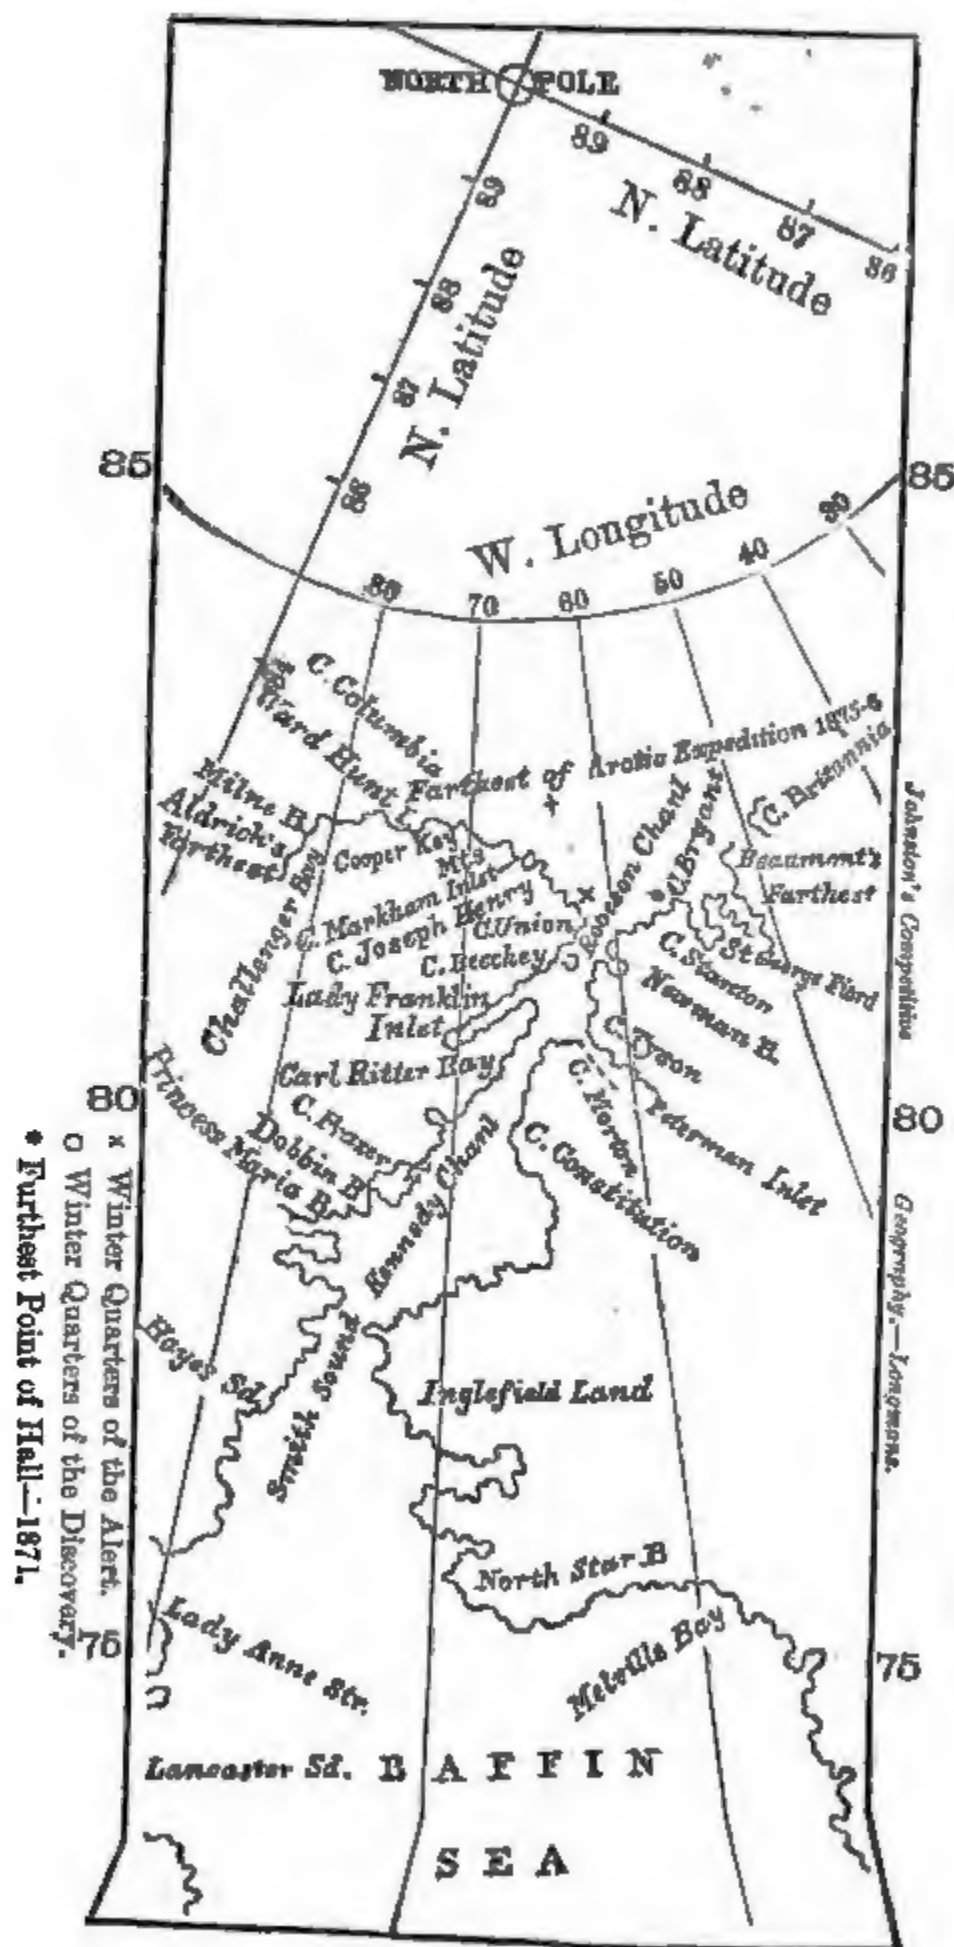 NORTH POLE
89
88
87
86
N. Latitude
89
88
87
86
N. Latitude
85
85
W. Longitude
80
70
60
50
40
30
84
C. Columbia
Ward Hunt
Farthest of Arctic Expedition 1875-6
Milne B.
Aldrich's
Farthest
Challenger Bay
Cooper Key
Mts
C. Markham Inlet
C. Joseph Henry
C. Union
C. Beechey
Robeson Chanl
C. Bryant
C. Britannia
Beaumont's
Farthest
St George Fiord
C. Stanton
Newman B.
Lady Franklin
Inlet
C. Tyson
Carl Ritter Bay
C. Morton
Peterman Inlet
C. Constitution
80
80
Princess Maria B.
C. Frazer
Dobbin B
Kennedy Chanl
Hayes Sd.
Smith Sound
Inglefield Land
North Star B
Melville Bay
75
Lady Anne Str.
Lancaster Sd.
BAFFIN
SEA
x Winter Quarters of the Alert.
O Winter Quarters of the Discovery.
* Furthest Point of Hall—1871.
Johnston's Competitive
Geography.—Longmans.